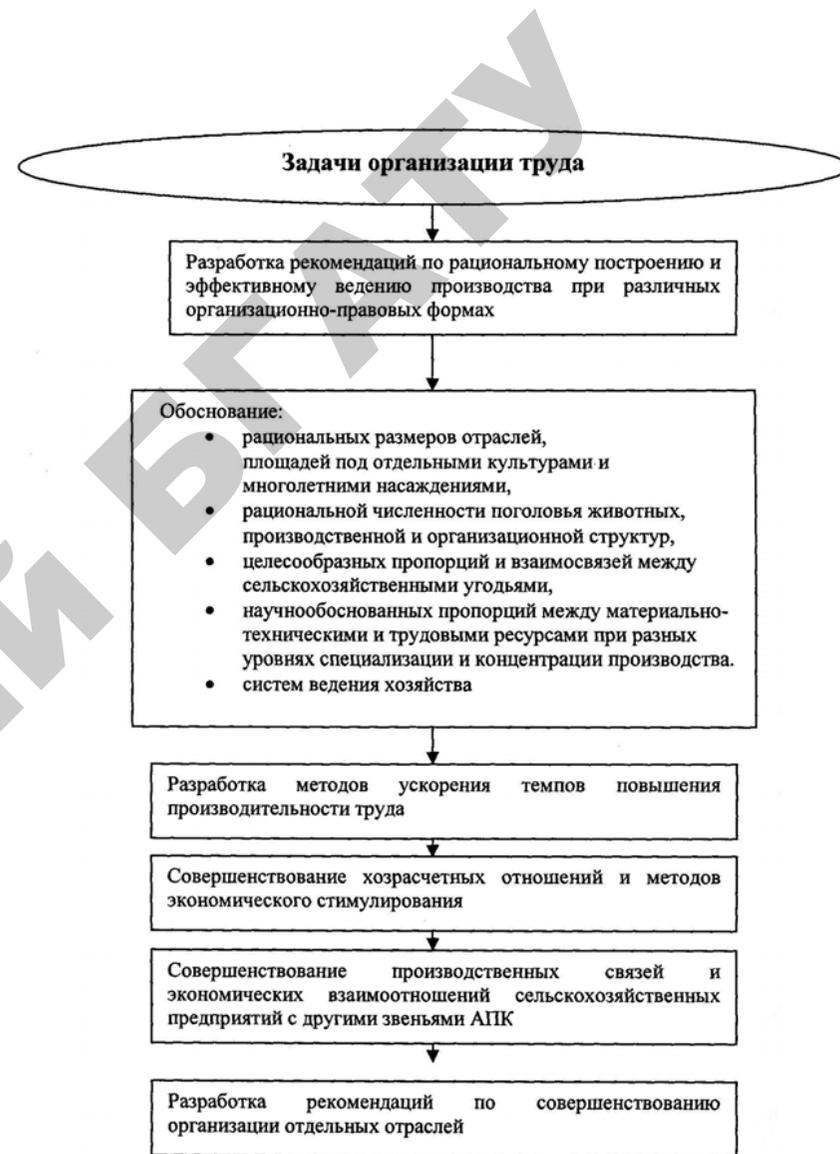 Задачи организации труда
Разработка рекомендаций по рациональному построению и
эффективному ведению производства при различных
организационно-правовых формах
Обоснование:
• рациональных размеров отраслей,
площадей под отдельными культурами и
многолетними насаждениями,
• рациональной численности поголовья животных,
производственной и организационной структур,
• целесообразных пропорций и взаимосвязей между
сельскохозяйственными угодьями,
• научнообоснованных пропорций между материально-
техническими и трудовыми ресурсами при разных
уровнях специализации и концентрации производства.
• систем ведения хозяйства
Разработка методов ускорения темпов повышения
производительности труда
Совершенствование хозрасчетных отношений и методов
экономического стимулирования
Совершенствование производственных связей и
экономических взаимоотношений сельскохозяйственных
предприятий с другими звеньями АПК
Разработка рекомендаций по совершенствованию
организации отдельных отраслей
ИЙ БГАТУ